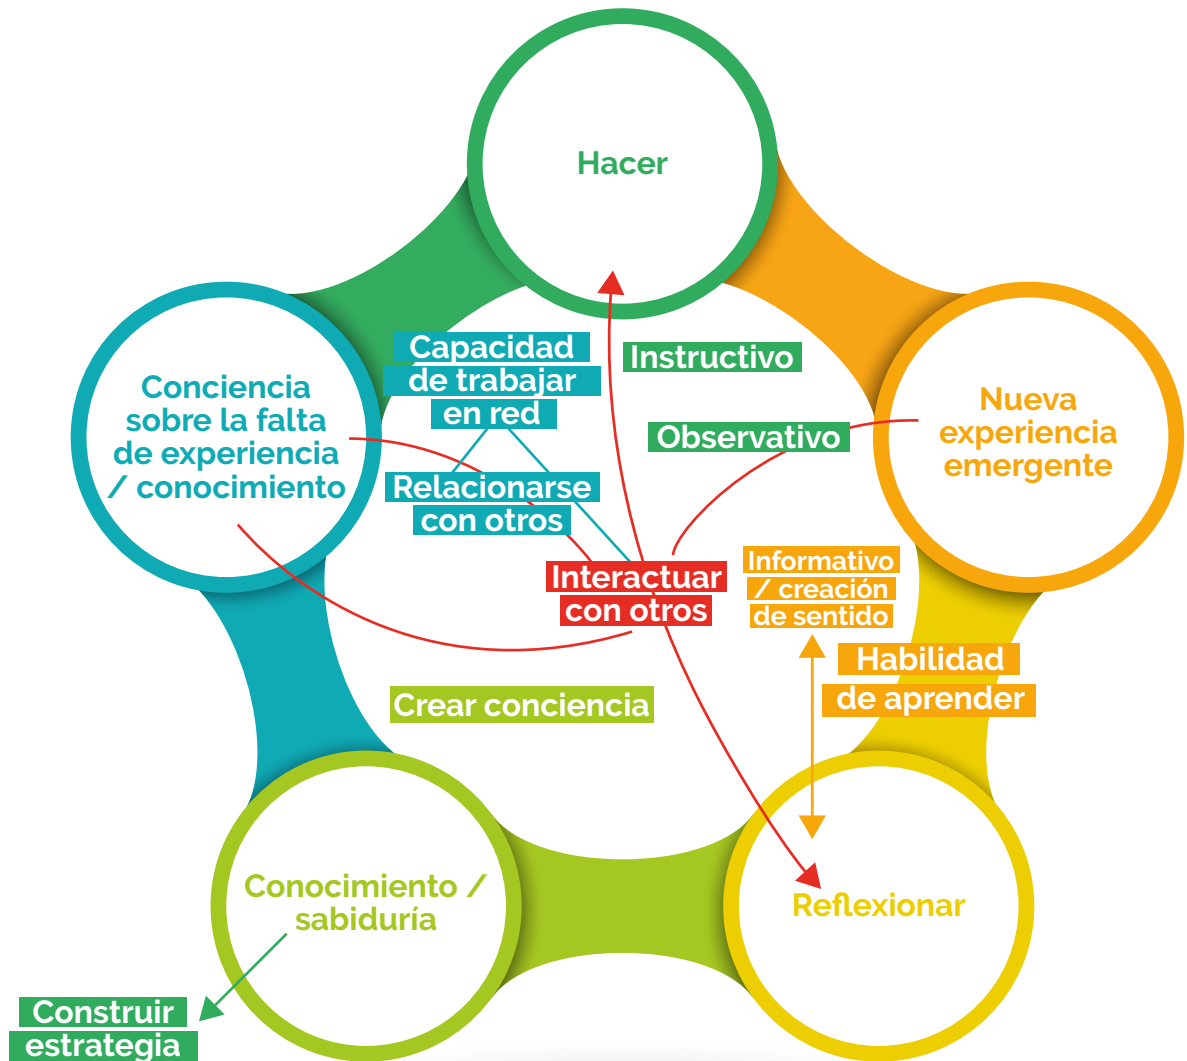 Hacer
Capacidad
de trabajar
en red
Instructivo
Conciencia
sobre la falta
de experiencia
/ conocimiento
Observativo
Nueva
experiencia
emergente
Relacionarse
con otros
Interactuar
con otros
Informativo
/ creación
de sentido
Habilidad
de aprender
Crear conciencia
Conocimiento /
sabiduría
Reflexionar
Construir
estrategia